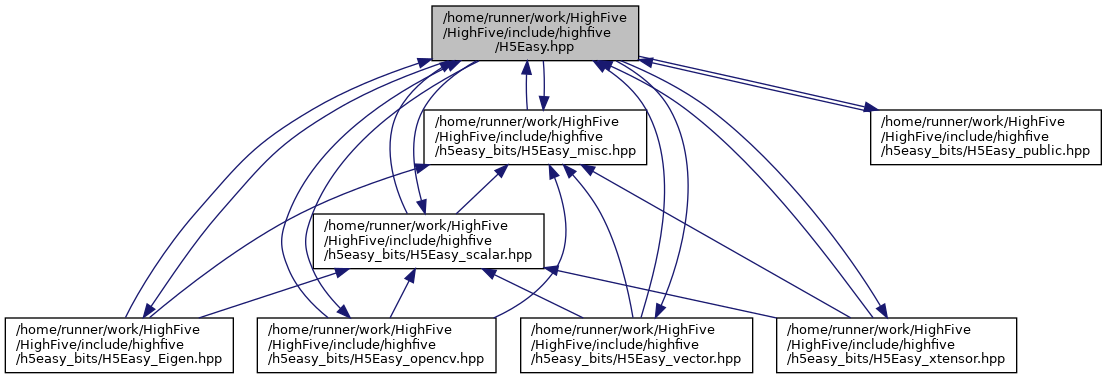 /home/runner/work/HighFive
/HighFive/include/highfive
/H5Easy.hpp
/home/runner/work/HighFive
/HighFive/include/highfive
/h5easy_bits/H5Easy_misc.hpp
/home/runner/work/HighFive
/HighFive/include/highfive
/h5easy_bits/H5Easy_public.hpp
/home/runner/work/HighFive
/HighFive/include/highfive
/h5easy_bits/H5Easy_scalar.hpp
/home/runner/work/HighFive
/HighFive/include/highfive
/h5easy_bits/H5Easy_Eigen.hpp
/home/runner/work/HighFive
/HighFive/include/highfive
/h5easy_bits/H5Easy_opencv.hpp
/home/runner/work/HighFive
/HighFive/include/highfive
/h5easy_bits/H5Easy_vector.hpp
/home/runner/work/HighFive
/HighFive/include/highfive
/h5easy_bits/H5Easy_xtensor.hpp